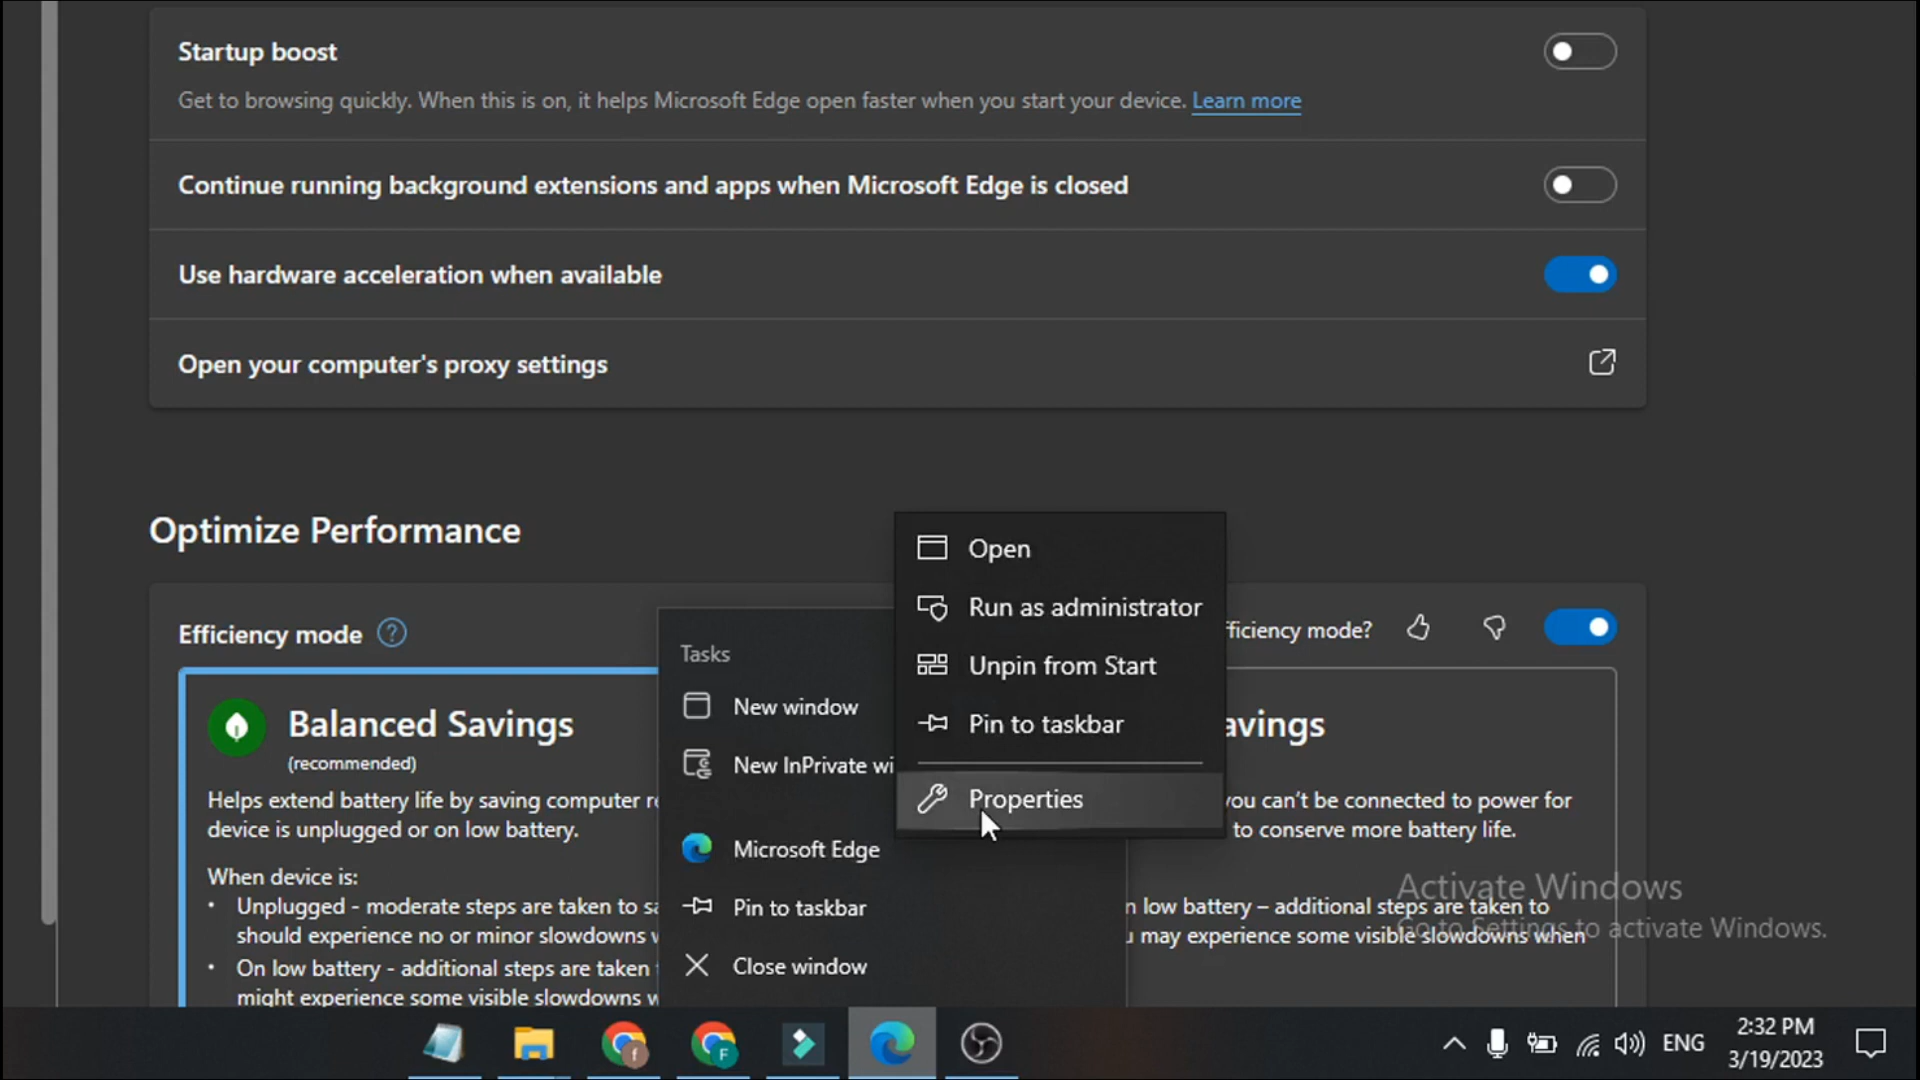 Startup boost
Get to browsing quickly. When this is on, it helps Microsoft Edge open faster when you start your device. Learn more
Continue running background extensions and apps when Microsoft Edge is closed
Use hardware acceleration when available
Open your computer's proxy settings
Optimize Performance
Efficiency mode ?
fficiency mode?
Balanced Savings
(recommended)
Helps extend battery life by saving computer r
device is unplugged or on low battery.
When device is:
• Unplugged - moderate steps are taken to sa
should experience no or minor slowdowns w
• On low battery - additional steps are taken
might experience some visible slowdowns w
Tasks
New window
New InPrivate wi
Microsoft Edge
Pin to taskbar
Close window
Open
Run as administrator
Unpin from Start
Pin to taskbar
Properties
avings
you can't be connected to power for
to conserve more battery life.
n low battery – additional steps are taken to
u may experience some visible slowdowns when
Activate Windows
Go to Settings to activate Windows.
f
F
ENG
2:32 PM
3/19/2023